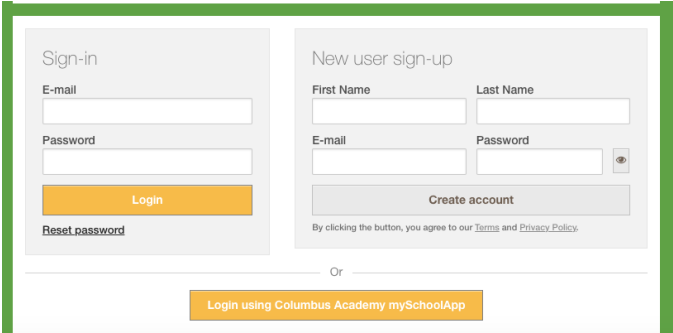 Sign-in
E-mail
Password
Login
Reset password
New user sign-up
First Name Last Name
E-mail Password
Create account
By clicking the button, you agree to our Terms and Privacy Policy.
Or
Login using Columbus Academy mySchoolApp